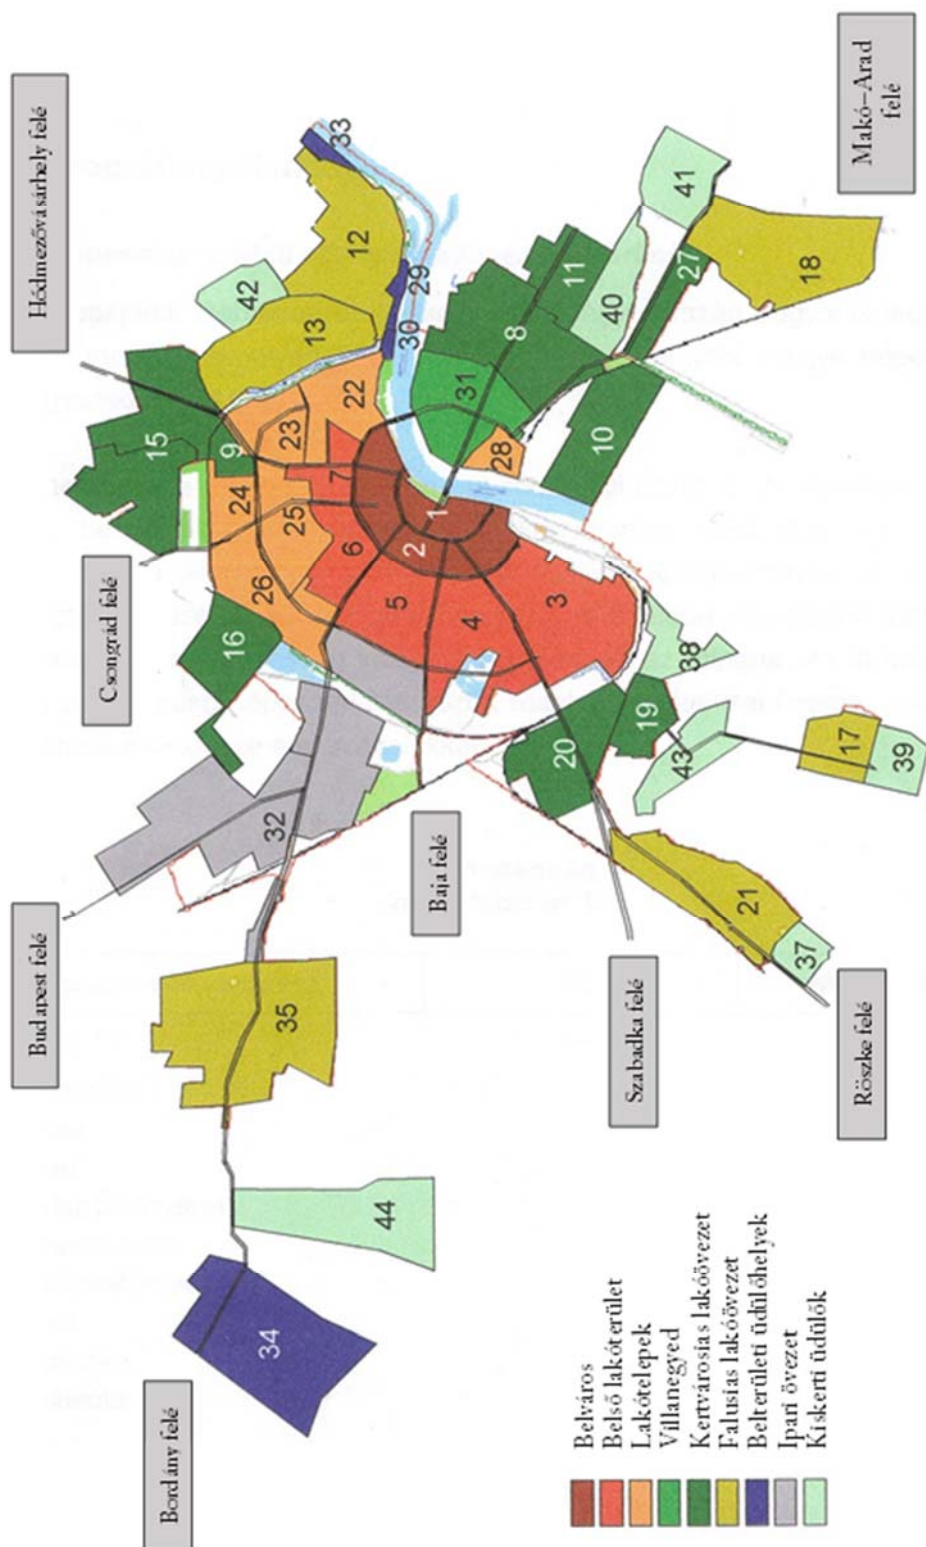 Hódmezővásárhely felé
Csongrád felé
Budapest felé
Bordány felé
Baja felé
Szabadka felé
Röszke felé
Makó–Arad
felé
33
12
42
29
30
13
41
11
40
27
18
8
31
22
10
15
9
23
28
24
7
25
1
2
6
26
5
4
3
16
38
19
20
43
17
39
32
21
37
35
44
34
Belváros
Belső lakóterület
Lakótelepek
Villanegyed
Kertvárosias lakóövezet
Falusias lakóövezet
Belterületi üdülőhelyek
Ipari övezet
Kiskerti üdülők